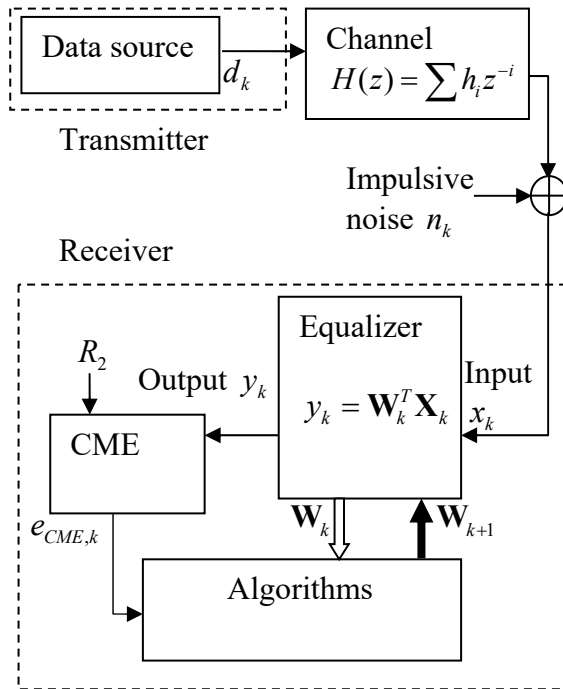 Data source
d_k
Channel
H(z) = ∑ h_i z^{-i}
Transmitter
Impulsive
noise n_k
Receiver
Equalizer
R_2
Output y_k
Input
y_k = W_k^T X_k
x_k
CME
W_k
W_{k+1}
e_{CME,k}
Algorithms